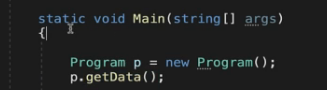 static void Main(string[] args)
{
Program p = new Program();
p.getData();